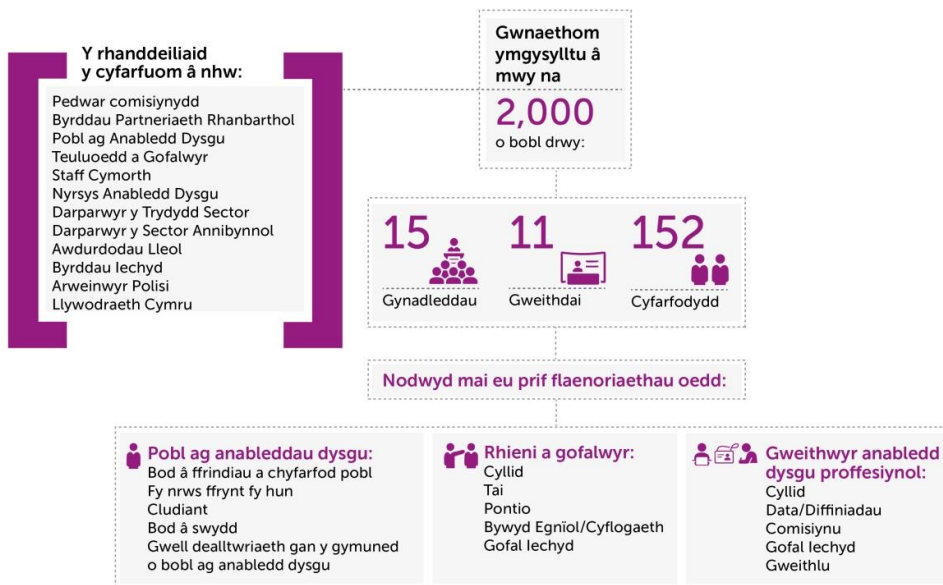 Y rhanddeiliaid
y cyfarfuom â nhw:
Pedwar comisiynydd
Byrddau Partneriaeth Rhanbarthol
Pobl ag Anabledd Dysgu
Teuluoedd a Gofalwyr
Staff Cymorth
Nyrsys Anabledd Dysgu
Darparwyr y Trydydd Sector
Darparwyr y Sector Annibynnol
Awdurdodau Lleol
Byrddau Iechyd
Arweinwyr Polisi
Llywodraeth Cymru
Gwnaethom
ymgysylltu â
mwy na
2,000
o bobl drwy:
15
Gynadleddau
11
Gweithdai
152
Cyfarfodydd
Nodwyd mai eu prif flaenoriaethau oedd:
Pobl ag anableddau dysgu:
Bod â ffrindiau a chyfarfod pobl
Fy nrws ffrynt fy hun
Cludiant
Bod â swydd
Gwell dealltwriaeth gan y gymuned
o bobl ag anabledd dysgu
Rhieni a gofalwyr:
Cyllid
Tai
Pontio
Bywyd Egnïol/Cyflogaeth
Gofal Iechyd
Gweithwyr anabledd
dysgu proffesiynol:
Cyllid
Data/Diffiniadau
Comisiynu
Gofal Iechyd
Gweithlu